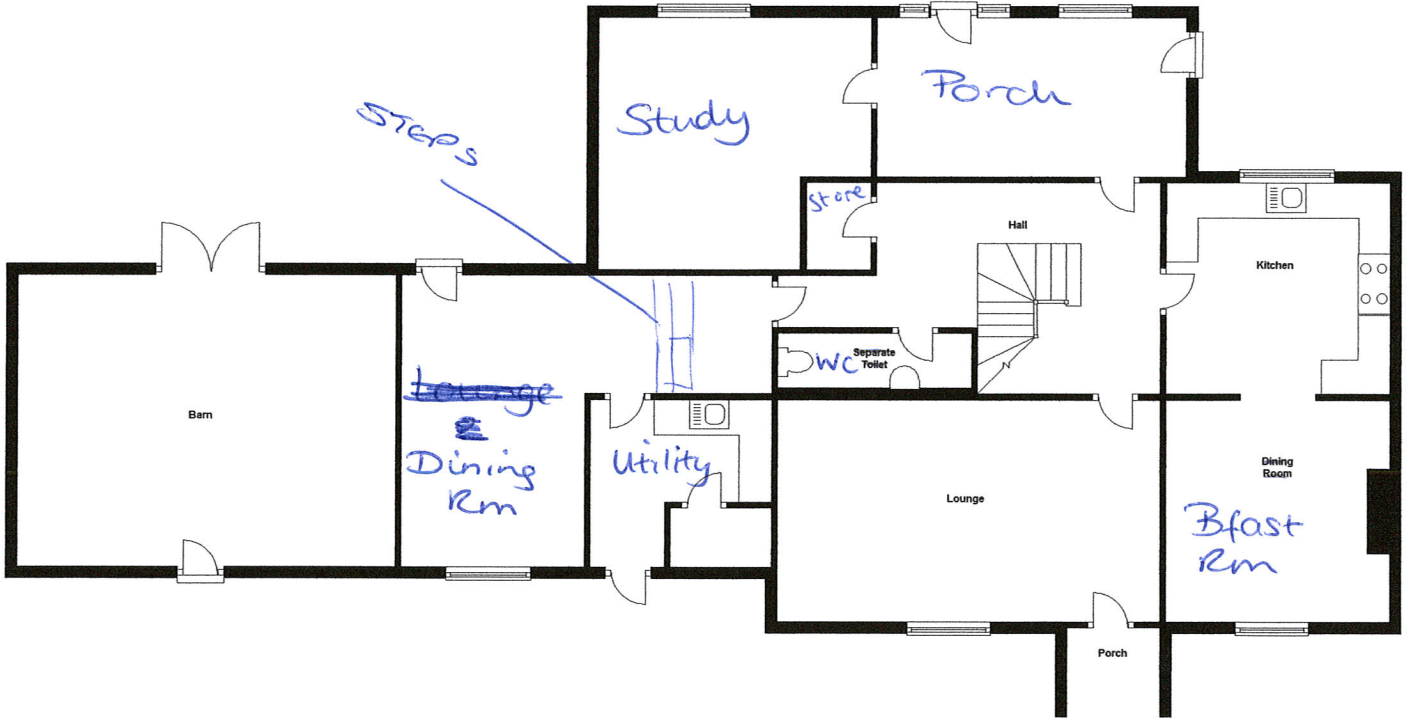 STEPS
Study
Porch
Store
Hall
Kitchen
Barn
Lounge
Dining
Rm
Utility
WC
Separate
Toilet
Lounge
Dining
Room
Bfast
Rm
Porch